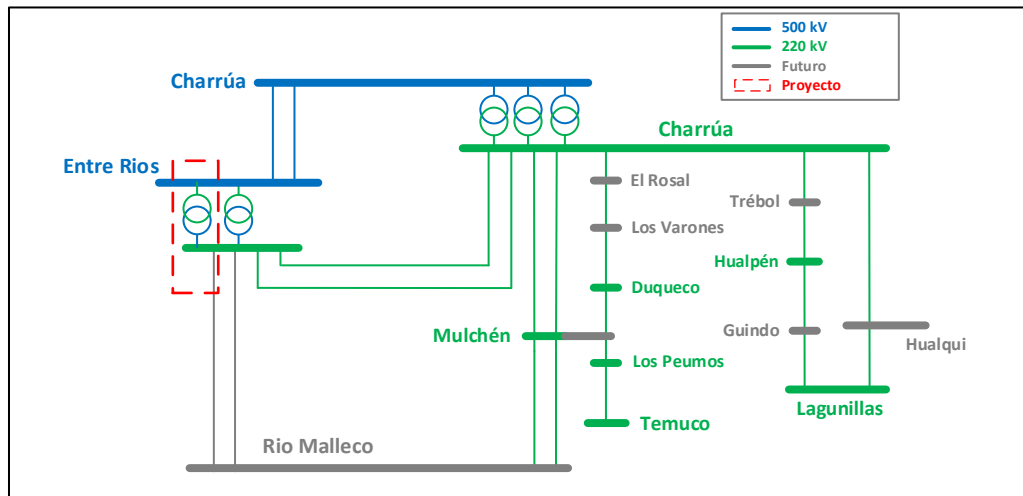 500 kV
220 kV
Futuro
Proyecto
Charrúa
Charrúa
Entre Rios
El Rosal
Trébol
Los Varones
Hualpén
Duqueco
Mulchén
Guindo
Hualqui
Los Peumos
Lagunillas
Temuco
Rio Malleco